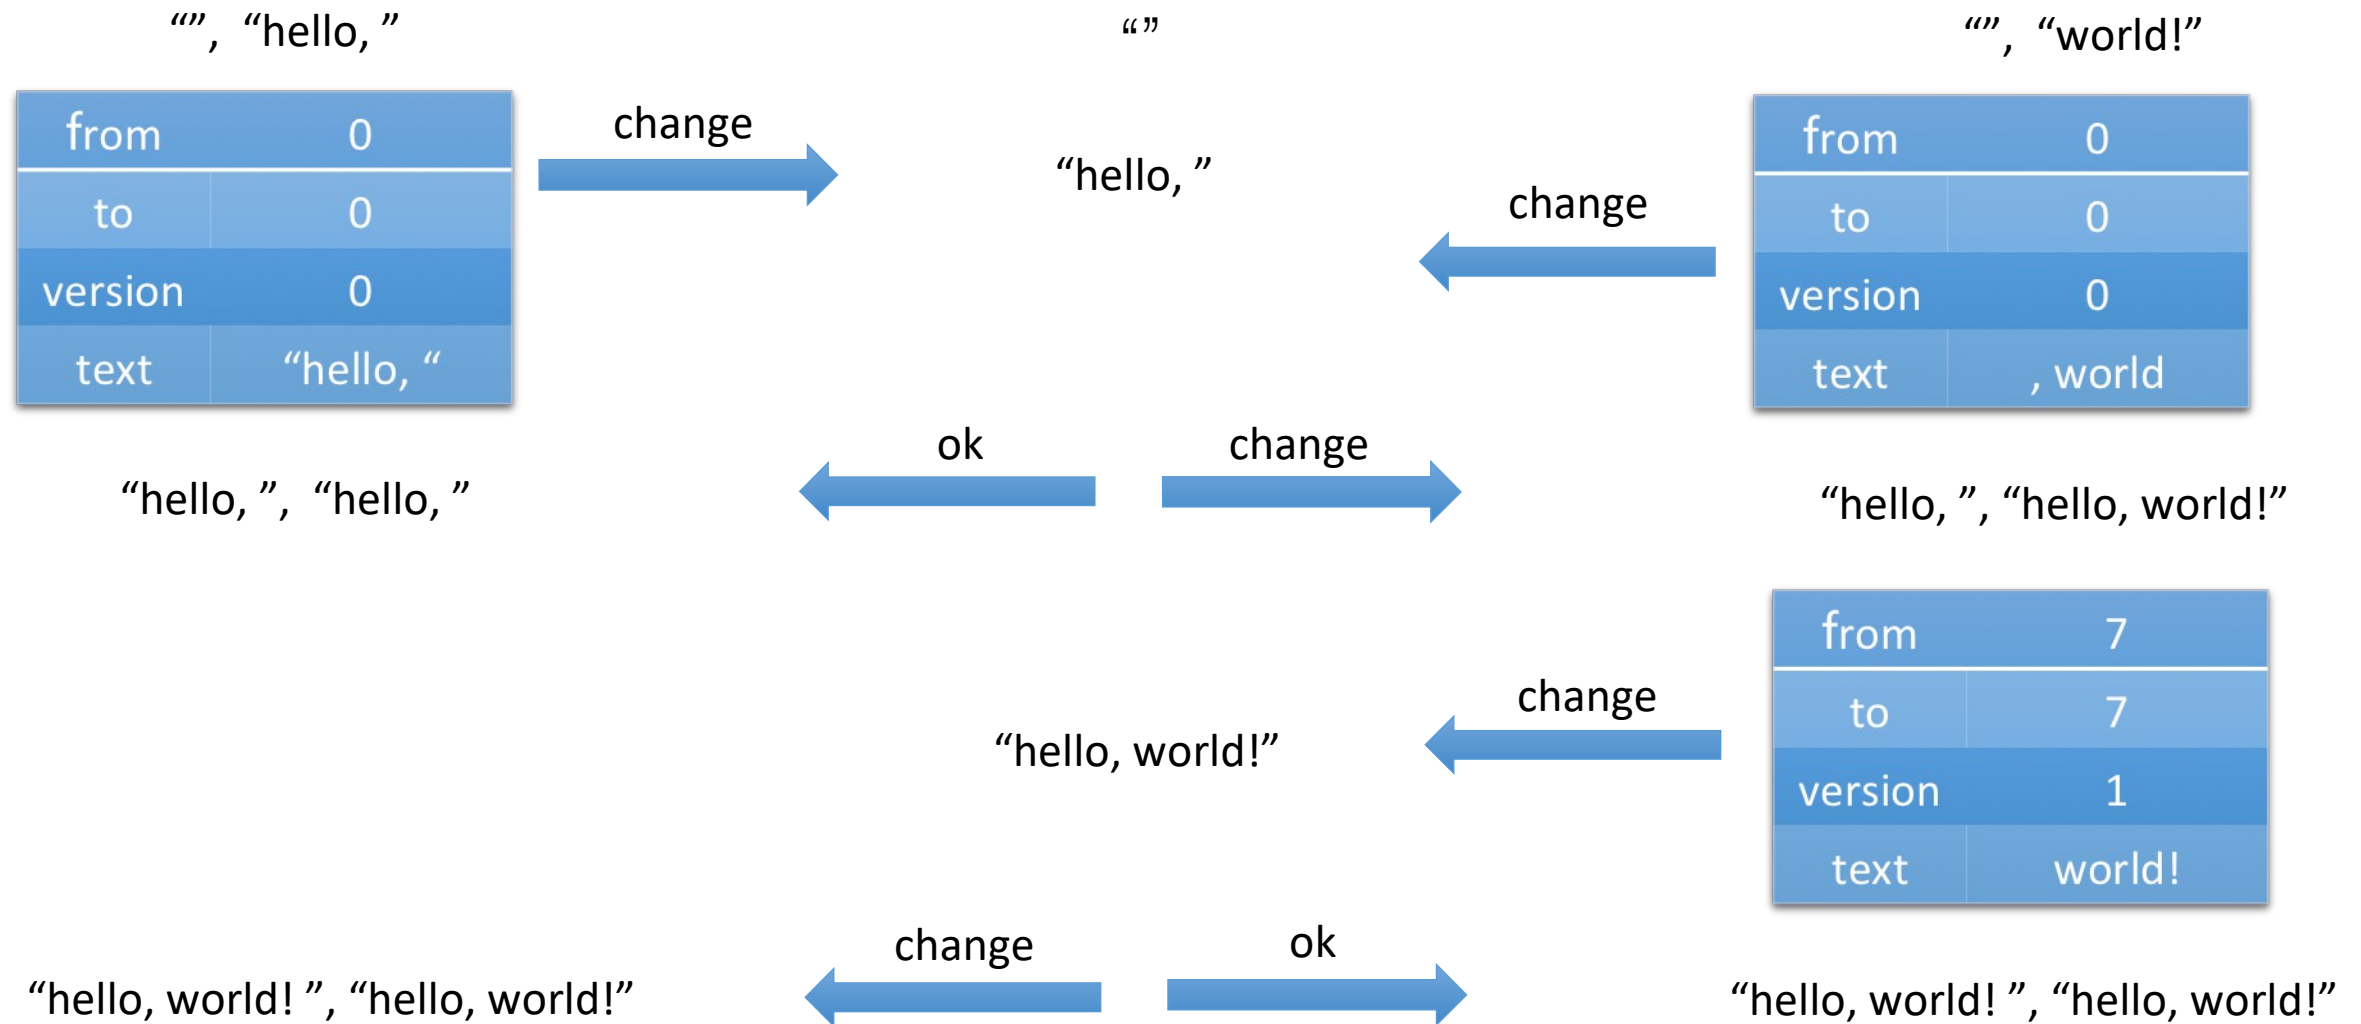 “”, “hello, ”
“”
“”, “world!”
from 0
to 0
version 0
text “hello, “
change
“hello, ”
change
from 0
to 0
version 0
text , world
“hello, ”, “hello, ”
ok
change
“hello, ”, “hello, world!”
“hello, world!”
change
from 7
to 7
version 1
text world!
“hello, world! ”, “hello, world!”
change
ok
“hello, world! ”, “hello, world!”